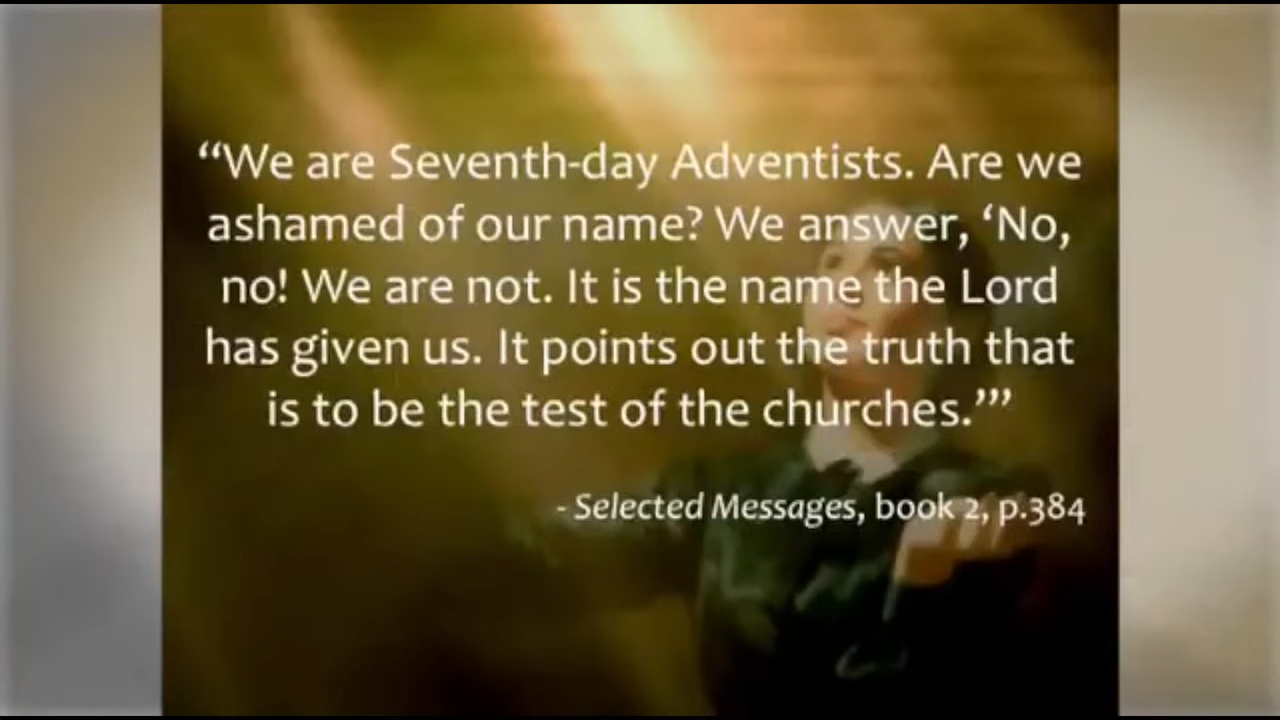 “We are Seventh-day Adventists. Are we
ashamed of our name? We answer, ‘No,
no! We are not. It is the name the Lord
has given us. It points out the truth that
is to be the test of the churches.’”
- Selected Messages, book 2, p.384